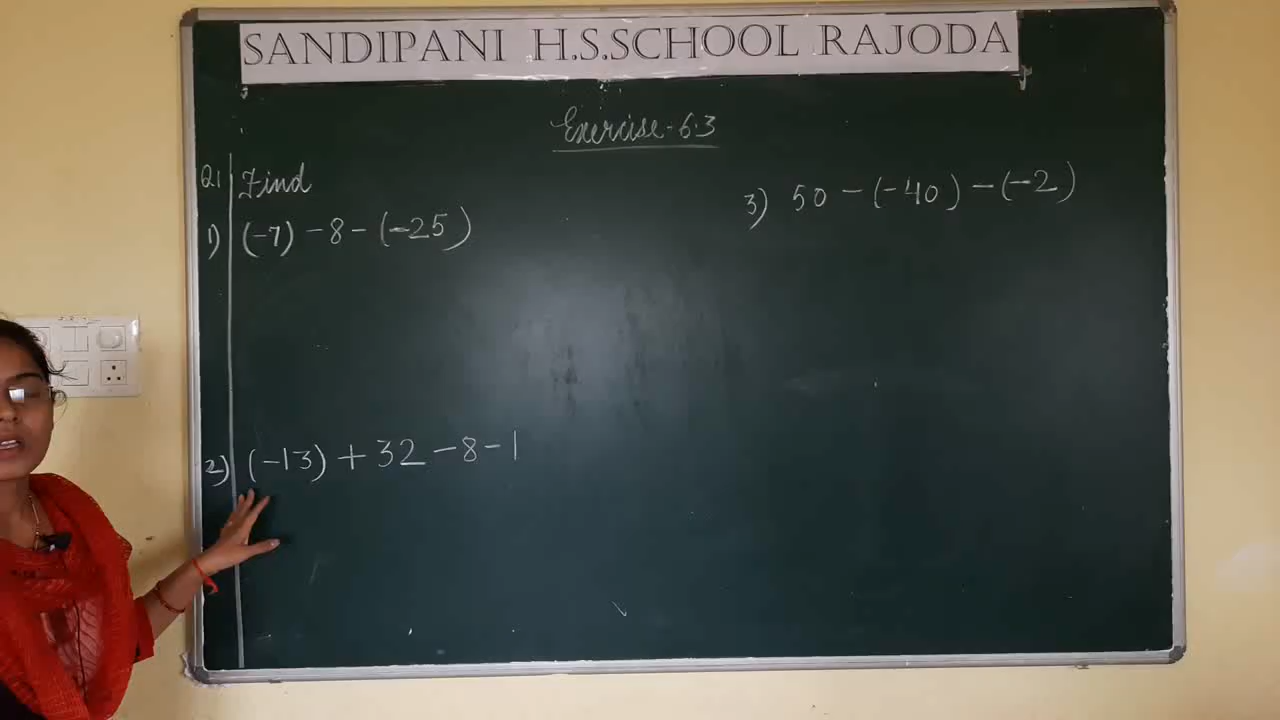 SANDIPANI H.S.SCHOOL RAJODA
Exercise-6.3
Q1 Find
1) (-7) - 8 - (-25)
2) (-13) + 32 - 8 - 1
3) 50 - (-40) - (-2)